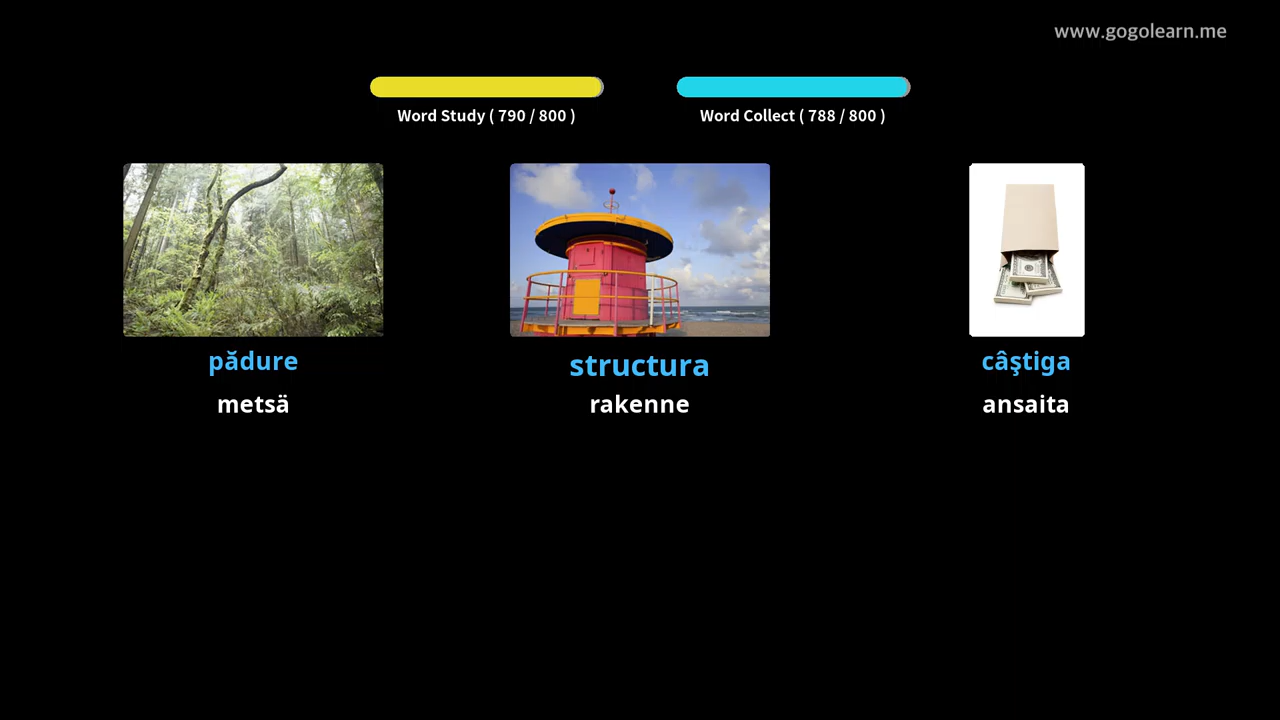 www.gogolearn.me
Word Study ( 790 / 800 )
Word Collect ( 788 / 800 )
pădure
structura
câştiga
metsä
rakenne
ansaita